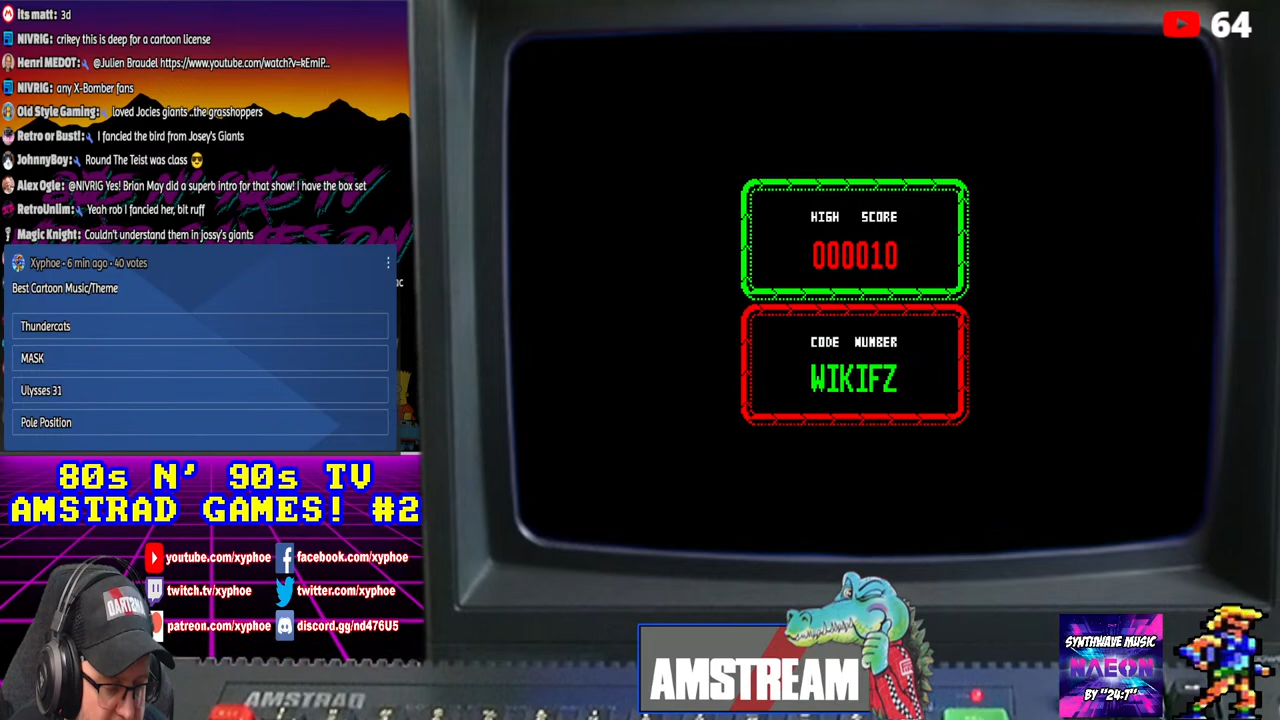 its matt: 3d
NIVRIG: crikey this is deep for a cartoon license
Henri MEDOT: @Julien Braudel https://www.youtube.com/watch?v=kEmiP...
NIVRIG: any X-Bomber fans
Old Style Gaming: loved Jocies giants ..the grasshoppers
Retro or Bust!: I fancied the bird from Josey's Giants
JohnnyBoy: Round The Teist was class
Alex Ogle: @NIVRIG Yes! Brian May did a superb intro for that show! I have the box set
RetroUnlim: Yeah rob I fancied her, bit ruff
Magic Knight: Couldn't understand them in jossy's giants
Xyphoe • 6 min ago • 40 votes
Best Cartoon Music/Theme
Thundercats
MASK
Ulysses 31
Pole Position
80s N' 90s TV
AMSTRAD GAMES! #2
youtube.com/xyphoe
facebook.com/xyphoe
twitch.tv/xyphoe
twitter.com/xyphoe
patreon.com/xyphoe
discord.gg/nd476U5
64
HIGH SCORE
000010
CODE NUMBER
WIKIFZ
AMSTRAD
AMSTREAM
SYNTHWAVE MUSIC
HAEON
BY "24:7"